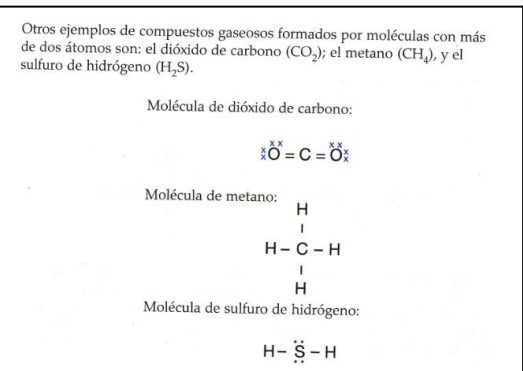 Otros ejemplos de compuestos gaseosos formados por moléculas con más
de dos átomos son: el dióxido de carbono (CO₂); el metano (CH₄), y el
sulfuro de hidrógeno (H₂S).
Molécula de dióxido de carbono:
O = C = O
Molécula de metano:
H
H – C – H
H
Molécula de sulfuro de hidrógeno:
H – S – H